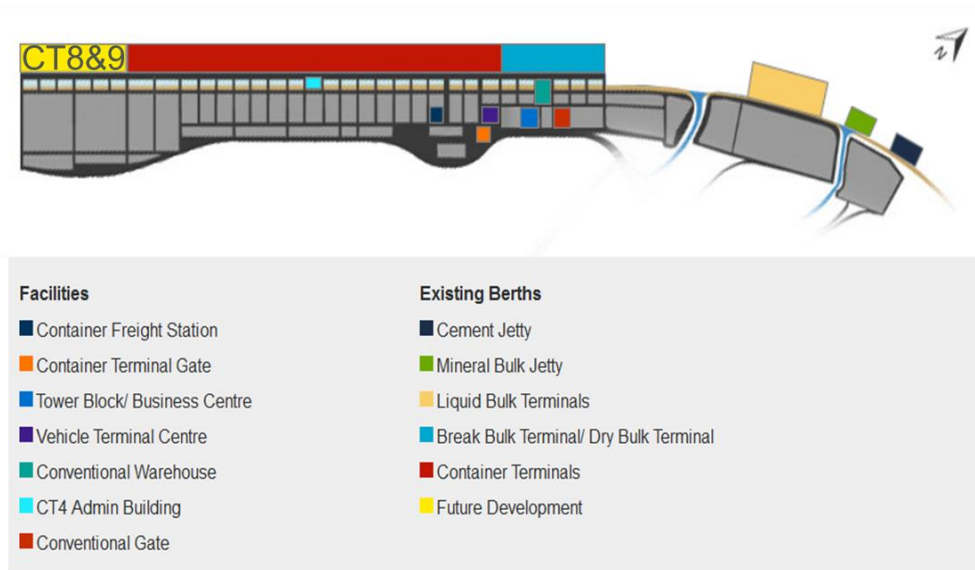 CT8&9
N
Facilities
Container Freight Station
Container Terminal Gate
Tower Block/ Business Centre
Vehicle Terminal Centre
Conventional Warehouse
CT4 Admin Building
Conventional Gate
Existing Berths
Cement Jetty
Mineral Bulk Jetty
Liquid Bulk Terminals
Break Bulk Terminal/ Dry Bulk Terminal
Container Terminals
Future Development